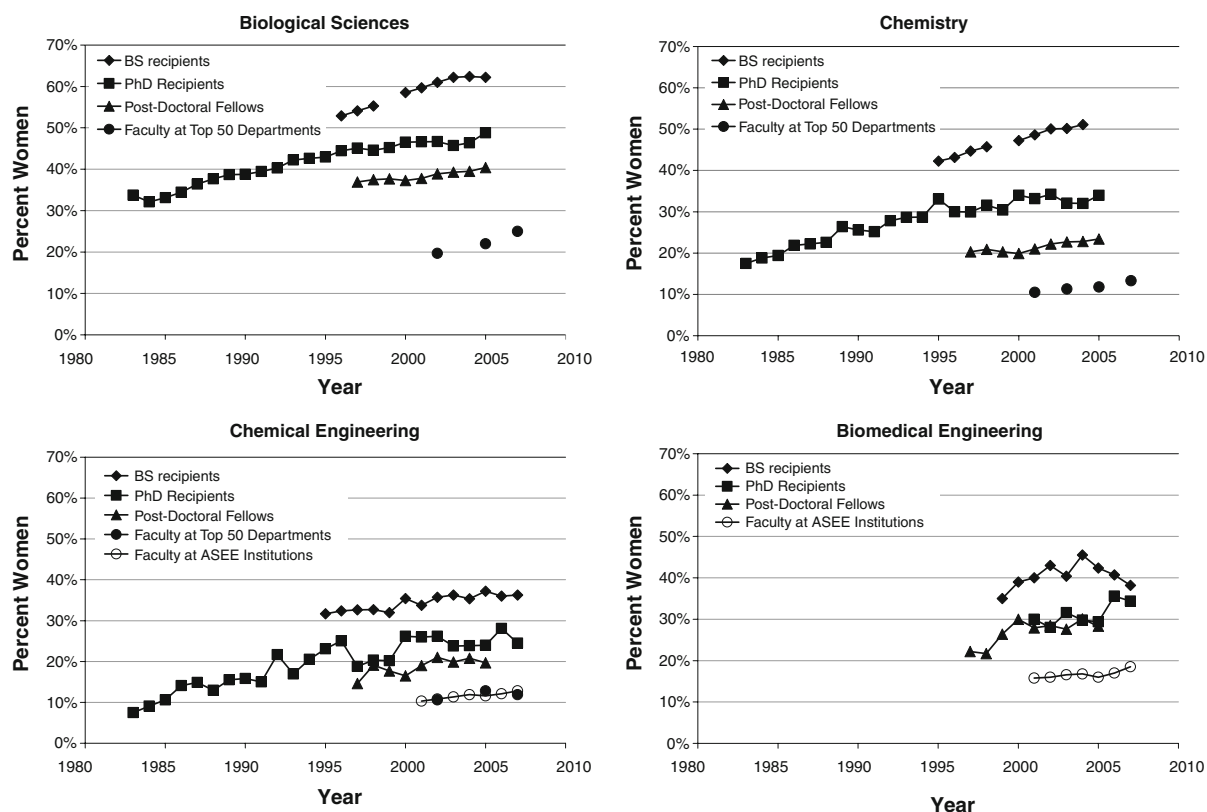 Biological Sciences
70%
60%
50%
40%
30%
20%
10%
0%
Percent Women
BS recipients
PhD Recipients
Post-Doctoral Fellows
Faculty at Top 50 Departments
1980 1985 1990 1995 2000 2005 2010
Year
Chemistry
70%
60%
50%
40%
30%
20%
10%
0%
Percent Women
BS recipients
PhD Recipients
Post-Doctoral Fellows
Faculty at Top 50 Departments
1980 1985 1990 1995 2000 2005 2010
Year
Chemical Engineering
70%
60%
50%
40%
30%
20%
10%
0%
Percent Women
BS recipients
PhD Recipients
Post-Doctoral Fellows
Faculty at Top 50 Departments
Faculty at ASEE Institutions
1980 1985 1990 1995 2000 2005 2010
Year
Biomedical Engineering
70%
60%
50%
40%
30%
20%
10%
0%
Percent Women
BS recipients
PhD Recipients
Post-Doctoral Fellows
Faculty at ASEE Institutions
1980 1985 1990 1995 2000 2005 2010
Year